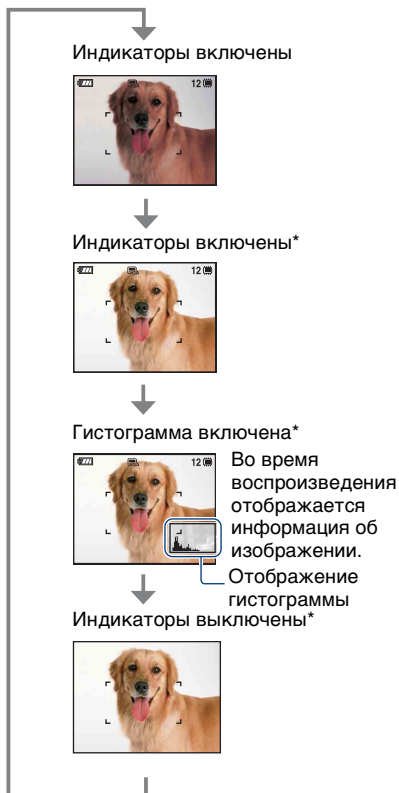 Индикаторы включены
12
Индикаторы включены*
12
Гистограмма включена*
12
Во время
воспроизведения
отображается
информация об
изображении.
Отображение
гистограммы
Индикаторы выключены*